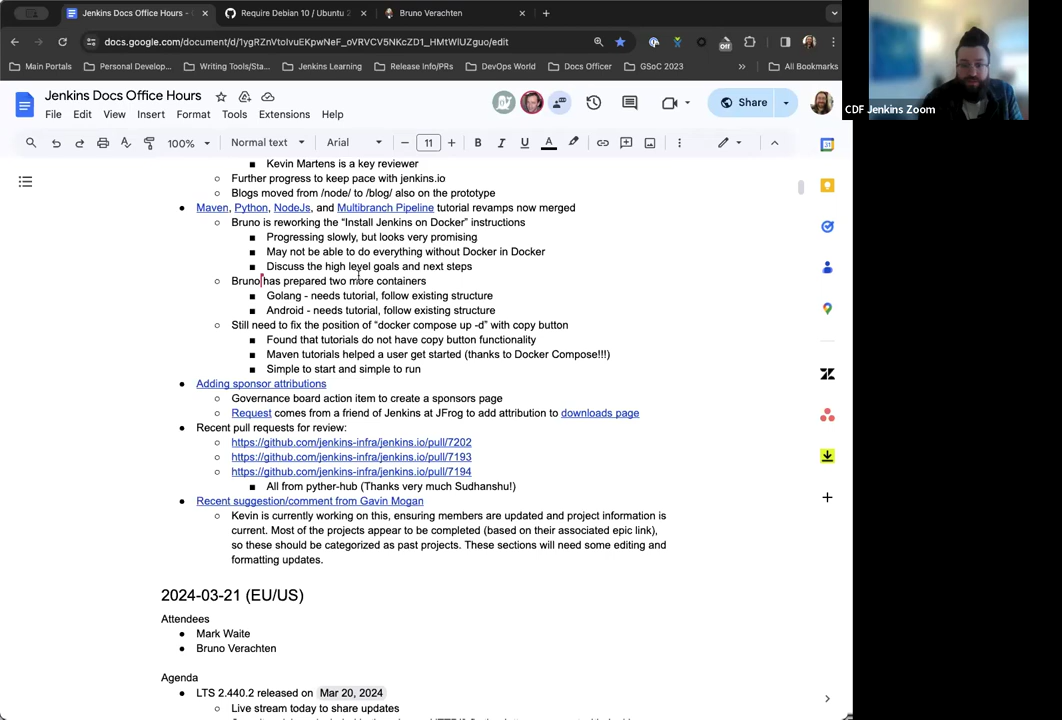 Jenkins Docs Office Hours -
Require Debian 10 / Ubuntu 2
Bruno Verachten
docs.google.com/document/d/1ygRZnVtoIvuEKpwNeF_oVRVCV5NKcZD1_HMtWlUZguo/edit
Off
Main Portals
Personal Develop...
Writing Tools/Sta...
Jenkins Learning
Release Info/PRs
DevOps World
Docs Officer
GSoC 2023
All Bookmarks
Jenkins Docs Office Hours
File Edit View Insert Format Tools Extensions Help
Share
CDF Jenkins Zoom
100% Normal text Arial 11 B I U A
Kevin Martens is a key reviewer
Further progress to keep pace with jenkins.io
Blogs moved from /node/ to /blog/ also on the prototype
Maven, Python, NodeJs, and Multibranch Pipeline tutorial revamps now merged
Bruno is reworking the “Install Jenkins on Docker” instructions
Progressing slowly, but looks very promising
May not be able to do everything without Docker in Docker
Discuss the high level goals and next steps
Bruno has prepared two more containers
Golang - needs tutorial, follow existing structure
Android - needs tutorial, follow existing structure
Still need to fix the position of “docker compose up -d” with copy button
Found that tutorials do not have copy button functionality
Maven tutorials helped a user get started (thanks to Docker Compose!!!)
Simple to start and simple to run
Adding sponsor attributions
Governance board action item to create a sponsors page
Request comes from a friend of Jenkins at JFrog to add attribution to downloads page
Recent pull requests for review:
https://github.com/jenkins-infra/jenkins.io/pull/7202
https://github.com/jenkins-infra/jenkins.io/pull/7193
https://github.com/jenkins-infra/jenkins.io/pull/7194
All from pyther-hub (Thanks very much Sudhanshu!)
Recent suggestion/comment from Gavin Mogan
Kevin is currently working on this, ensuring members are updated and project information is
current. Most of the projects appear to be completed (based on their associated epic link),
so these should be categorized as past projects. These sections will need some editing and
formatting updates.
2024-03-21 (EU/US)
Attendees
Mark Waite
Bruno Verachten
Agenda
LTS 2.440.2 released on Mar 20, 2024
Live stream today to share updates